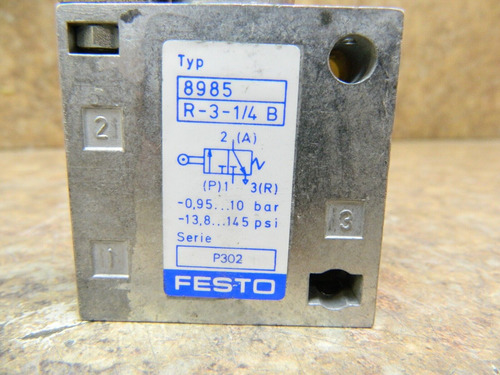 Typ
8985
R-3-1/4 B
2 (A)
(P)1 3(R)
-0,95...10 bar
-13,8...145 psi
Serie
P302
FESTO
2
1
3